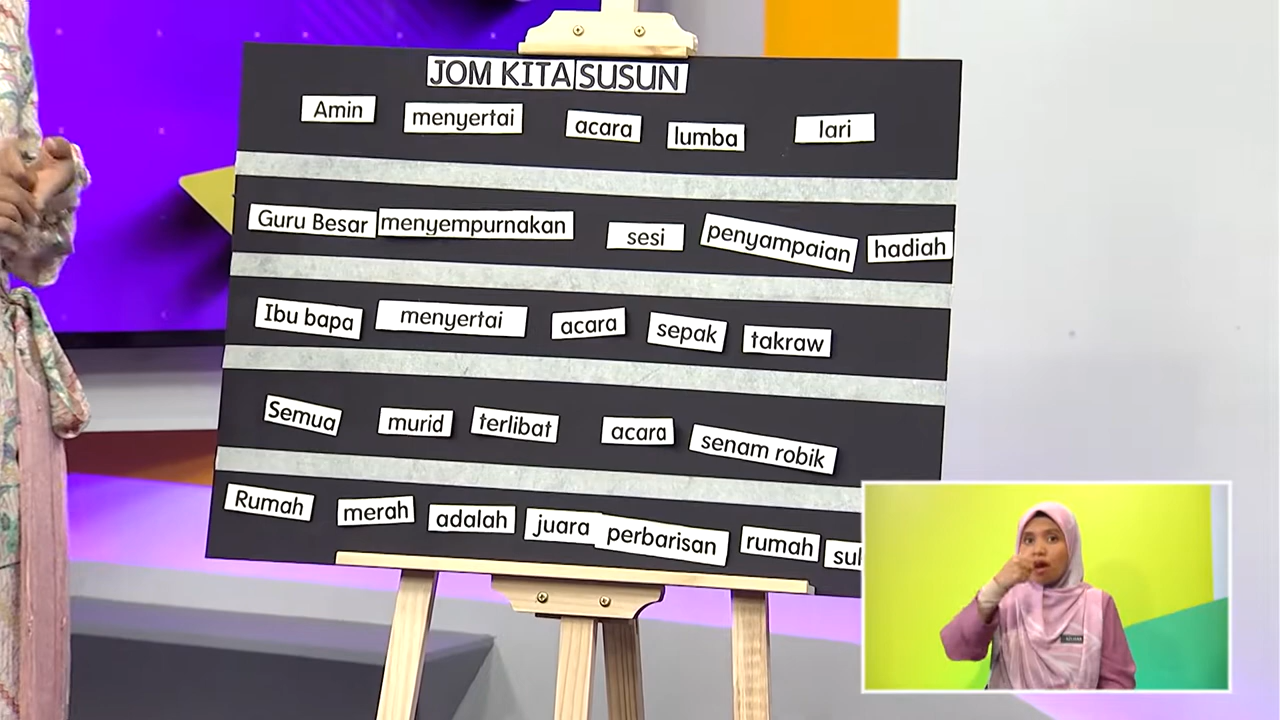 JOM KITA SUSUN
Amin menyertai acara lumba lari
Guru Besar menyempurnakan sesi penyampaian hadiah
Ibu bapa menyertai acara sepak takraw
Semua murid terlibat acara senam robik
Rumah merah adalah juara perbarisan rumah